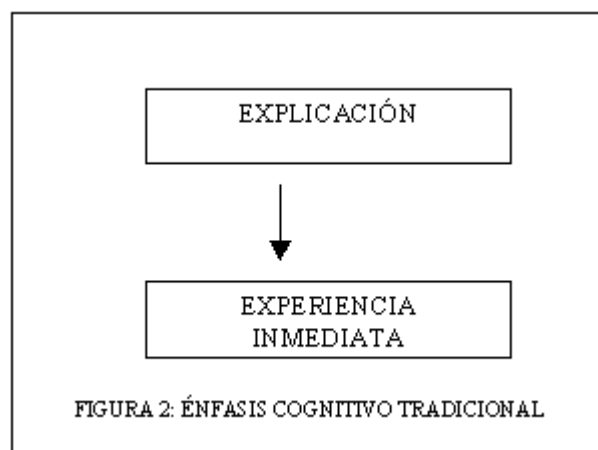 EXPLICACIÓN
EXPERIENCIA
INMEDIATA
FIGURA 2: ÉNFASIS COGNITIVO TRADICIONAL